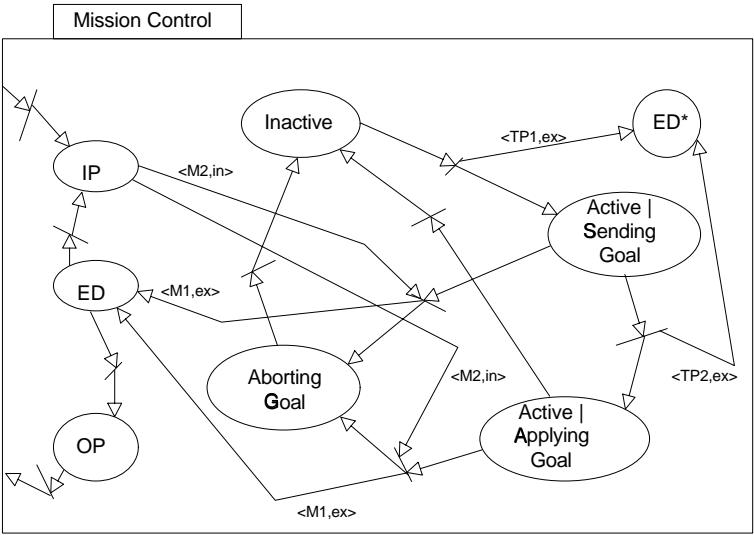 Mission Control
Inactive
ED*
<TP1,ex>
IP
<M2,in>
Active |
Sending
Goal
ED
<M1,ex>
Aborting
Goal
<M2,in>
<TP2,ex>
Active |
Applying
Goal
OP
<M1,ex>